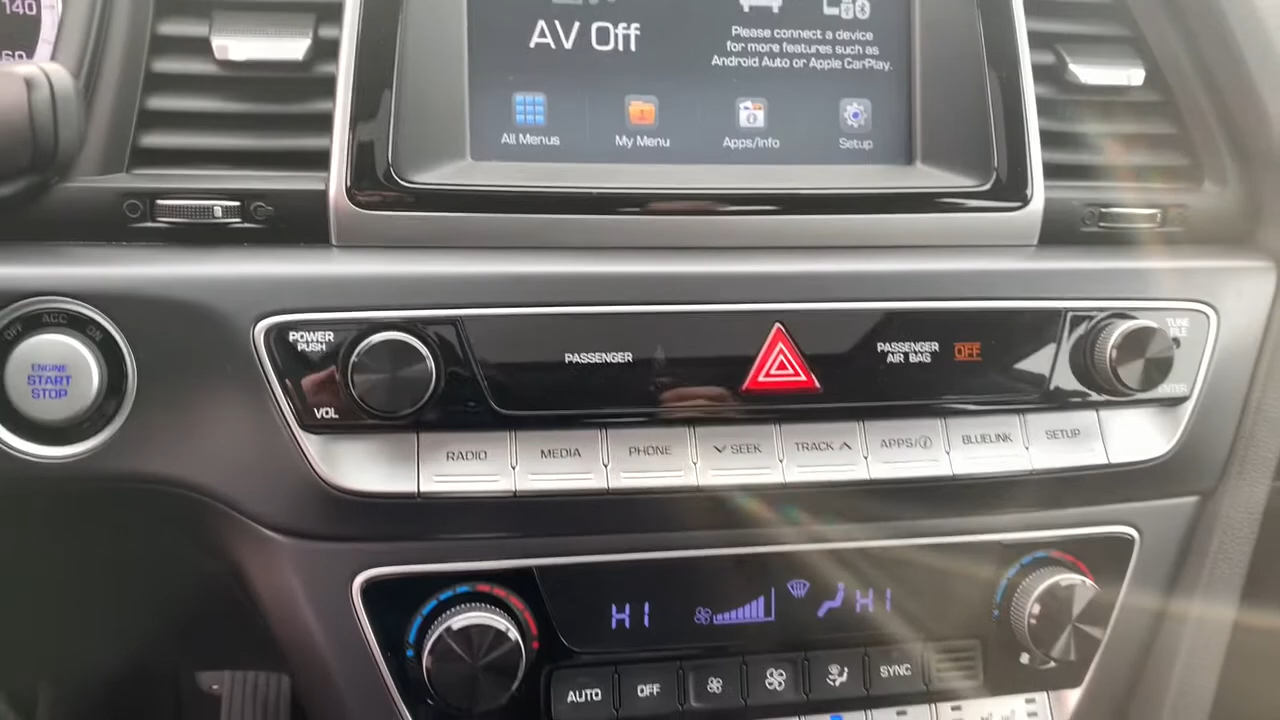 140
60
AV Off
Please connect a device
for more features such as
Android Auto or Apple CarPlay.
All Menus
My Menu
Apps/Info
Setup
OFF ACC ON
ENGINE
START
STOP
POWER
PUSH
VOL
PASSENGER
PASSENGER
AIR BAG
OFF
TUNE
FILE
ENTER
RADIO
MEDIA
PHONE
SEEK
TRACK
APPS/i
BLUELINK
SETUP
HI
HI
AUTO
OFF
SYNC